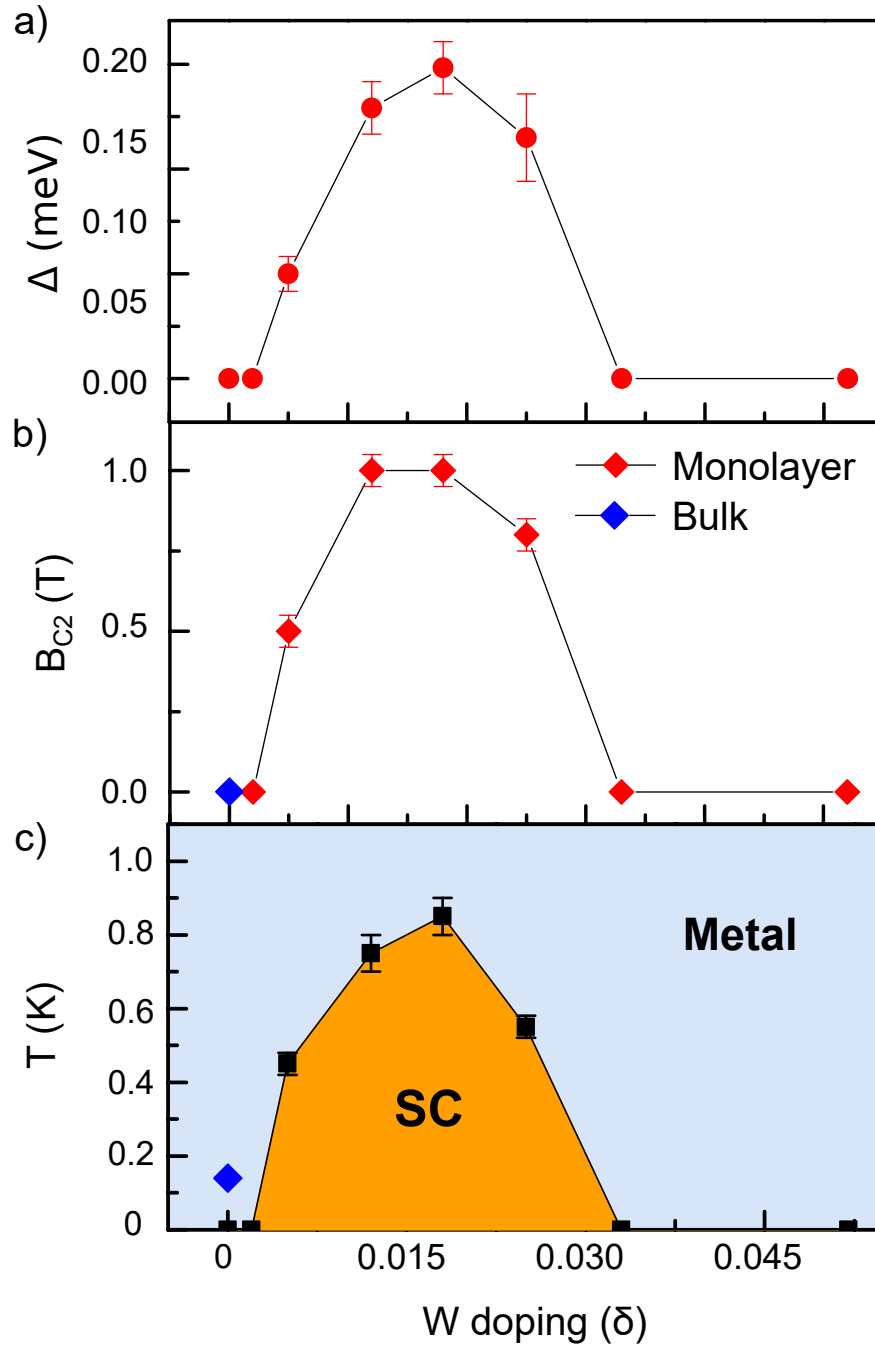 a)
0.20
0.15
0.10
0.05
0.00
Δ (meV)
b)
1.0
0.5
0.0
B_C2 (T)
Monolayer
Bulk
c)
1.0
0.8
0.6
0.4
0.2
0
T (K)
Metal
SC
0 0.015 0.030 0.045
W doping (δ)